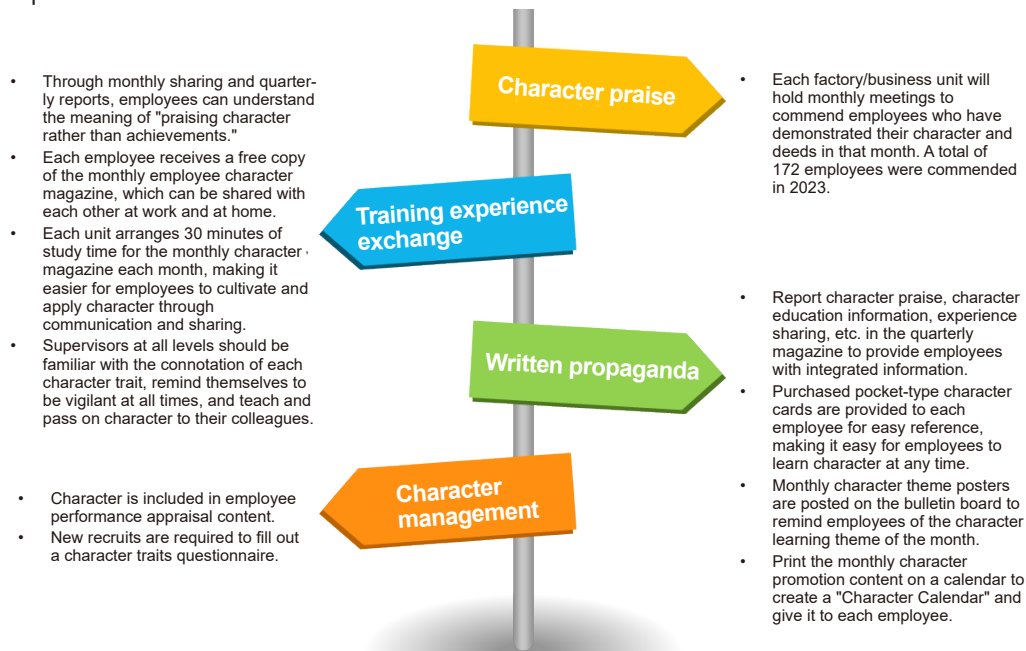 Character praise
• Each factory/business unit will
hold monthly meetings to
commend employees who have
demonstrated their character and
deeds in that month. A total of
172 employees were commended
in 2023.
• Through monthly sharing and quarter-
ly reports, employees can understand
the meaning of "praising character
rather than achievements."
• Each employee receives a free copy
of the monthly employee character
magazine, which can be shared with
each other at work and at home.
• Each unit arranges 30 minutes of
study time for the monthly character
magazine each month, making it
easier for employees to cultivate and
apply character through
communication and sharing.
• Supervisors at all levels should be
familiar with the connotation of each
character trait, remind themselves to
be vigilant at all times, and teach and
pass on character to their colleagues.
Training experience
exchange
Written propaganda
• Report character praise, character
education information, experience
sharing, etc. in the quarterly
magazine to provide employees
with integrated information.
• Purchased pocket-type character
cards are provided to each
employee for easy reference,
making it easy for employees to
learn character at any time.
• Monthly character theme posters
are posted on the bulletin board to
remind employees of the character
learning theme of the month.
• Print the monthly character
promotion content on a calendar to
create a "Character Calendar" and
give it to each employee.
• Character is included in employee
performance appraisal content.
• New recruits are required to fill out
a character traits questionnaire.
Character
management